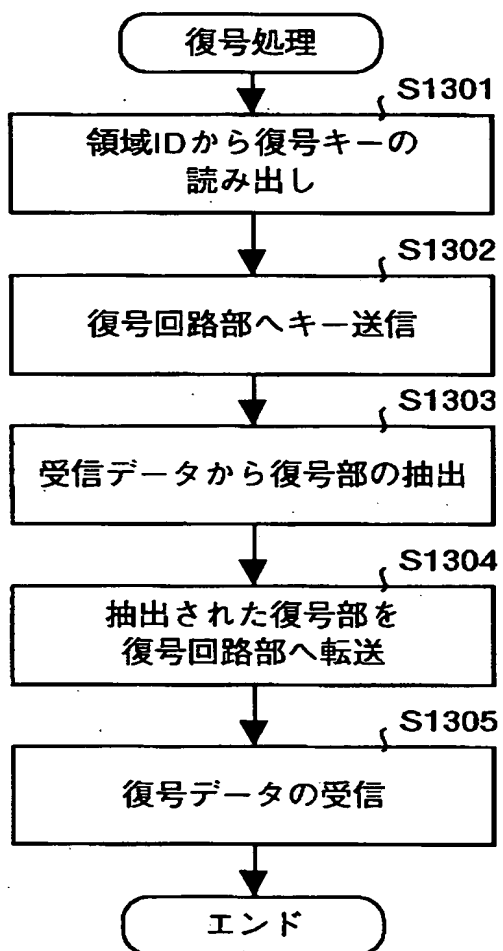 復号処理
S1301
領域IDから復号キーの
読み出し
S1302
復号回路部へキー送信
S1303
受信データから復号部の抽出
S1304
抽出された復号部を
復号回路部へ転送
S1305
復号データの受信
エンド